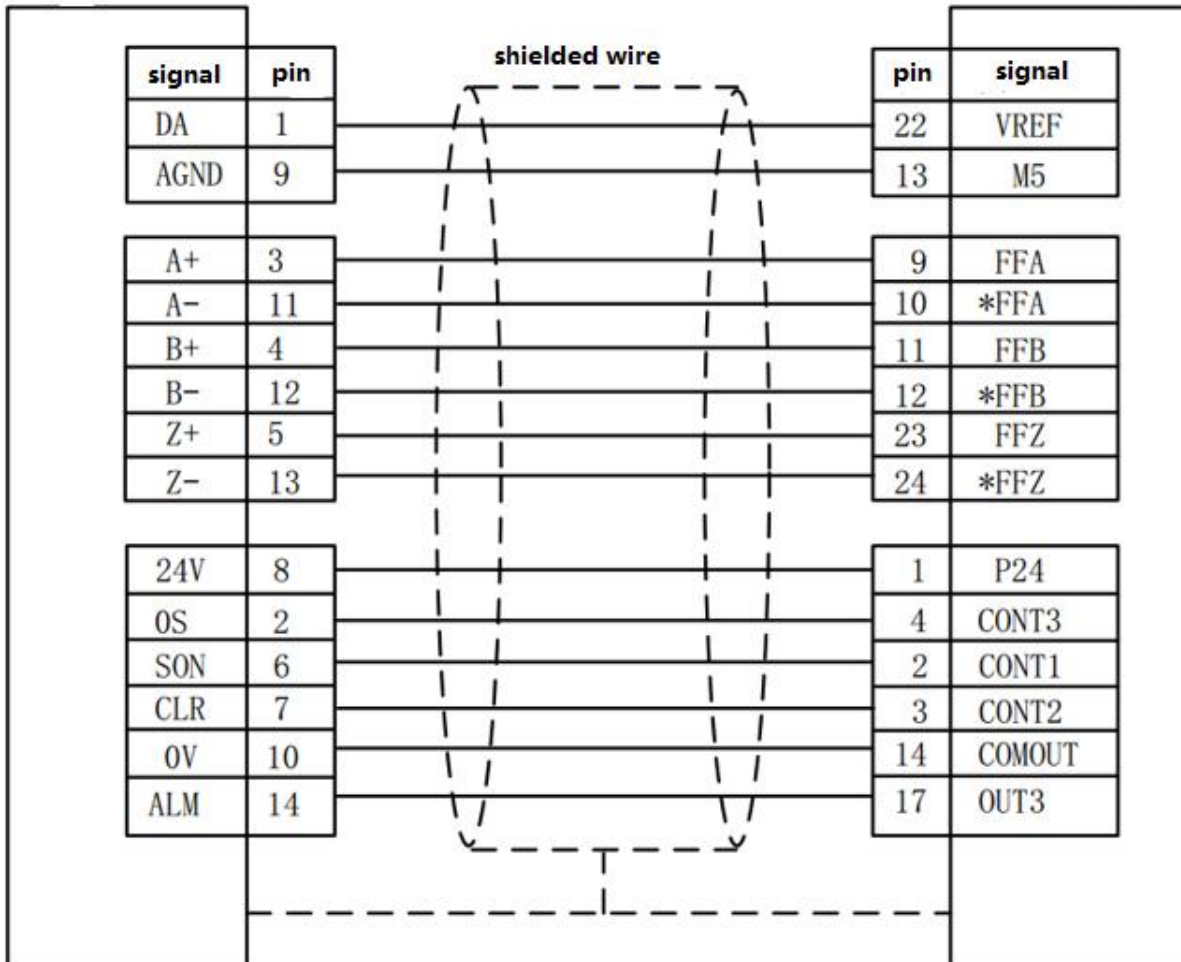 shielded wire
signal pin pin signal
DA 1 22 VREF
AGND 9 13 M5
A+ 3 9 FFA
A- 11 10 *FFA
B+ 4 11 FFB
B- 12 12 *FFB
Z+ 5 23 FFZ
Z- 13 24 *FFZ
24V 8 1 P24
OS 2 4 CONT3
SON 6 2 CONT1
CLR 7 3 CONT2
0V 10 14 COMOUT
ALM 14 17 OUT3